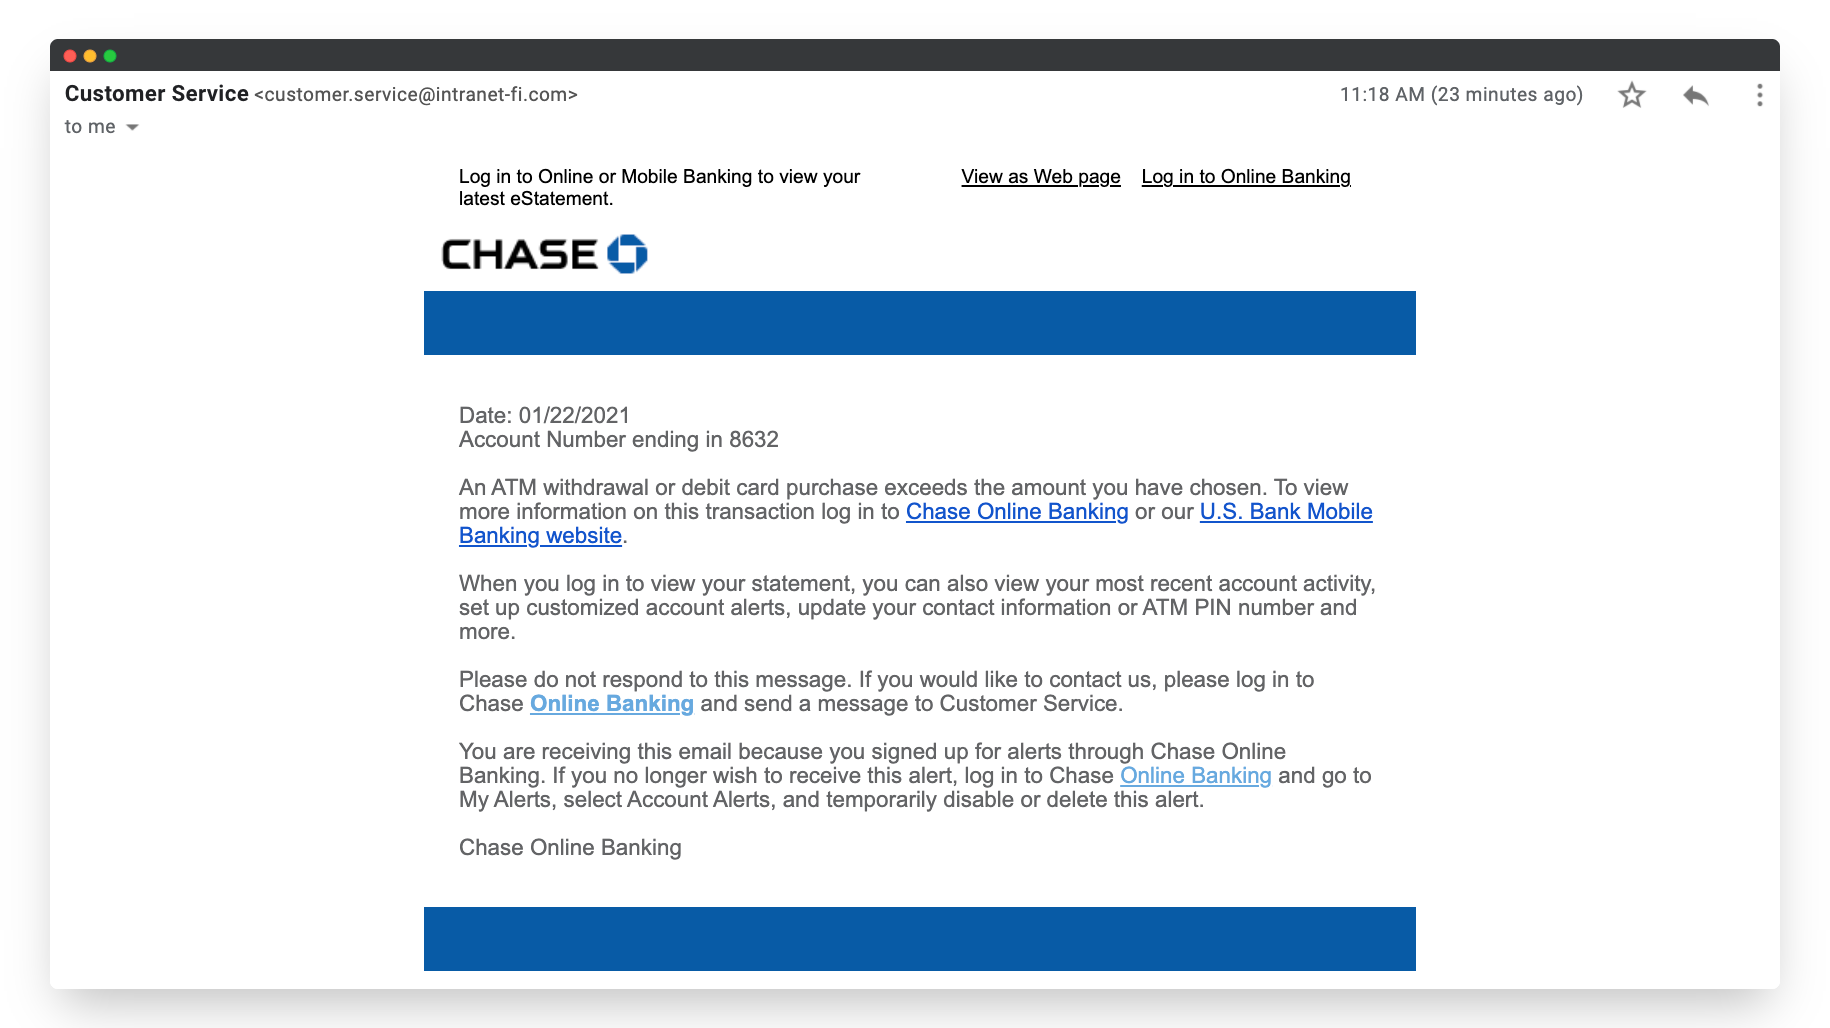 Customer Service <customer.service@intranet-fi.com>
11:18 AM (23 minutes ago)
to me
Log in to Online or Mobile Banking to view your
latest eStatement.
View as Web page
Log in to Online Banking
CHASE
Date: 01/22/2021
Account Number ending in 8632
An ATM withdrawal or debit card purchase exceeds the amount you have chosen. To view
more information on this transaction log in to Chase Online Banking or our U.S. Bank Mobile
Banking website.
When you log in to view your statement, you can also view your most recent account activity,
set up customized account alerts, update your contact information or ATM PIN number and
more.
Please do not respond to this message. If you would like to contact us, please log in to
Chase Online Banking and send a message to Customer Service.
You are receiving this email because you signed up for alerts through Chase Online
Banking. If you no longer wish to receive this alert, log in to Chase Online Banking and go to
My Alerts, select Account Alerts, and temporarily disable or delete this alert.
Chase Online Banking